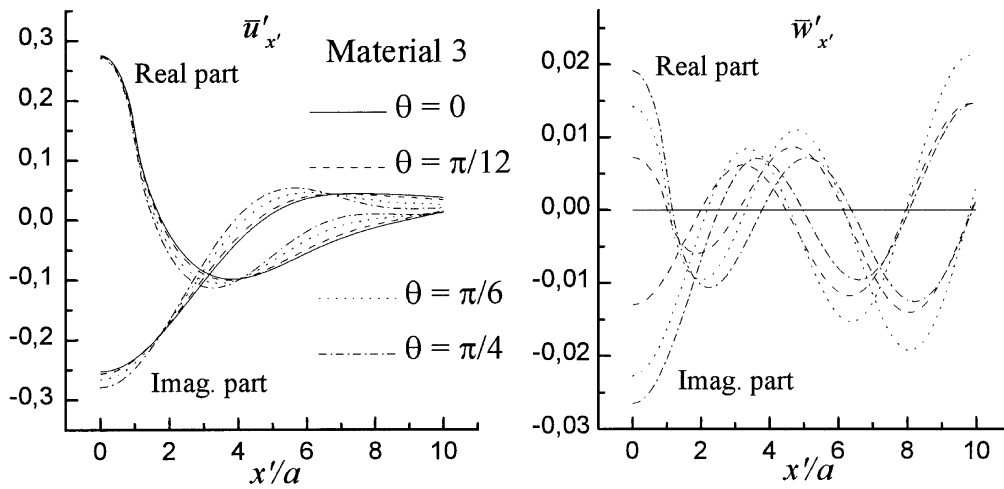 ū′x′
Material 3
Real part
θ = 0
θ = π/12
θ = π/6
θ = π/4
Imag. part
0,3
0,2
0,1
0,0
-0,1
-0,2
-0,3
0 2 4 6 8 10
x′/a
w̄′x′
Real part
Imag. part
0,02
0,01
0,00
-0,01
-0,02
-0,03
0 2 4 6 8 10
x′/a